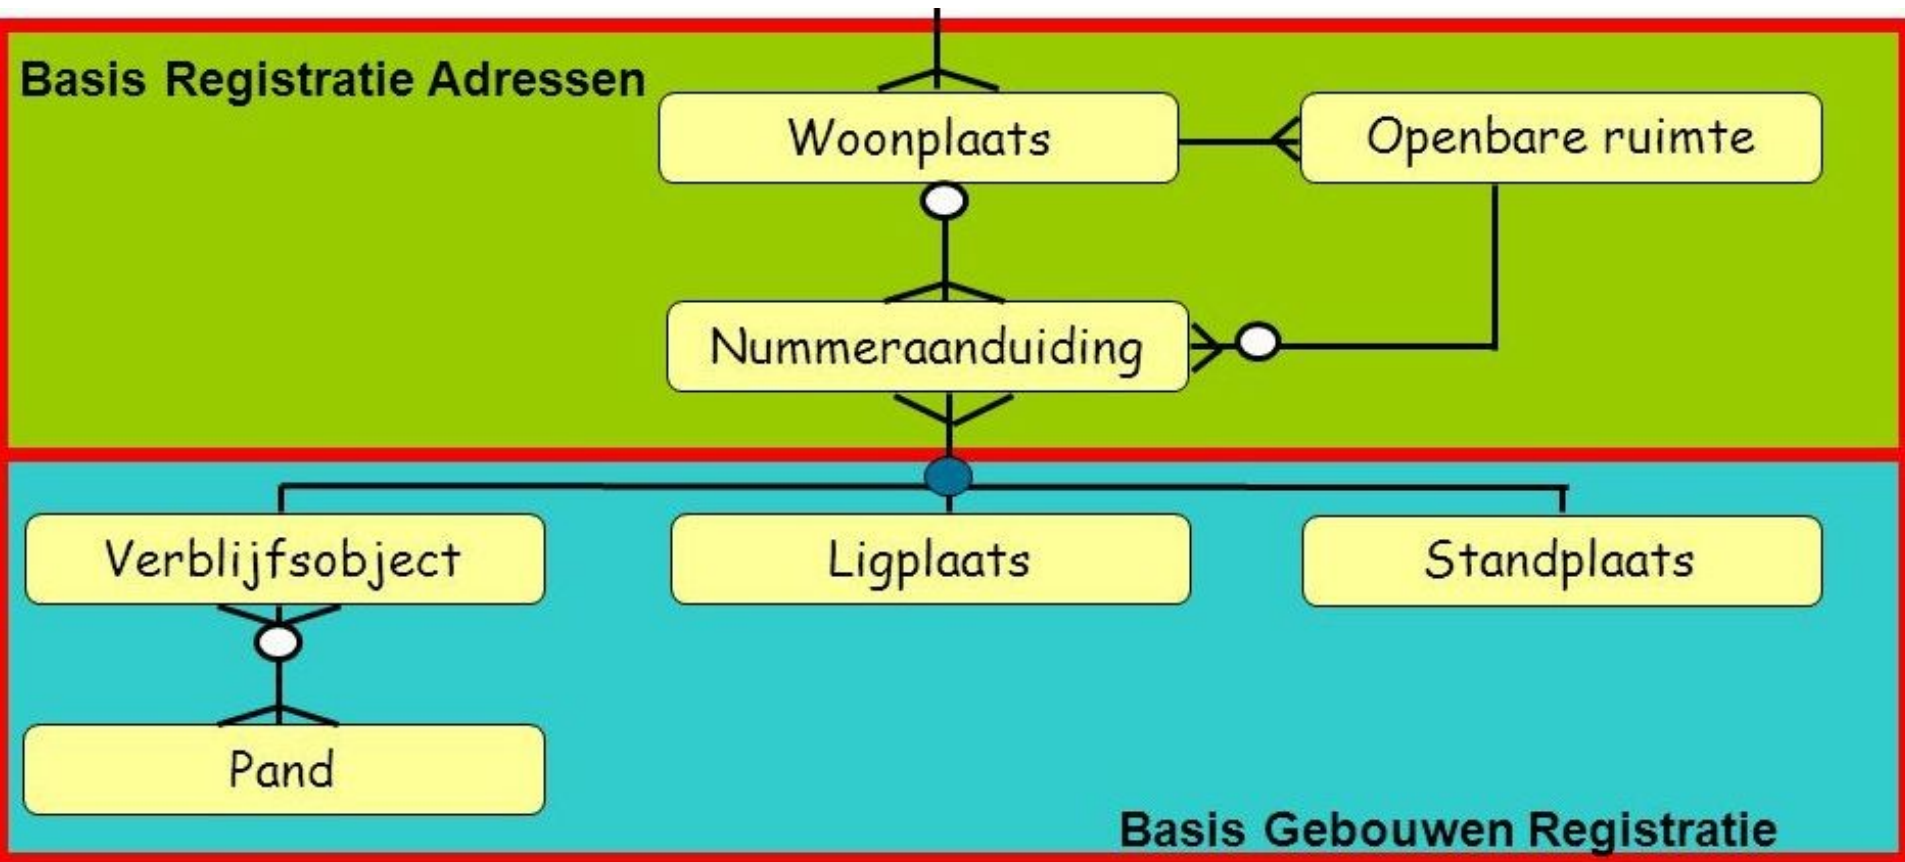 Basis Registratie Adressen
Woonplaats
Openbare ruimte
Nummeraanduiding
Verblijfsobject
Ligplaats
Standplaats
Pand
Basis Gebouwen Registratie